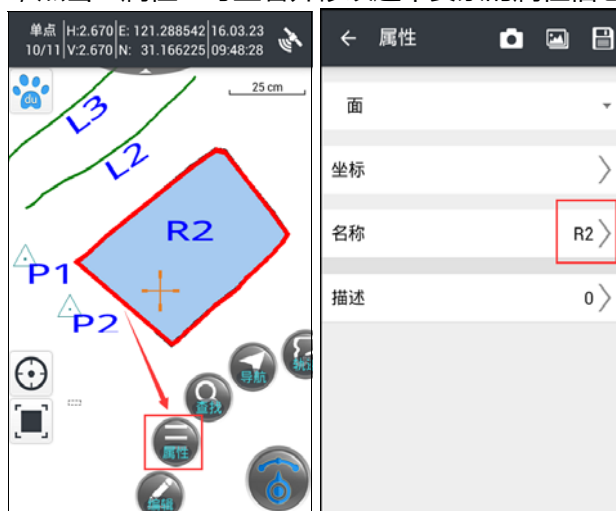 单点 H:2.670 E: 121.288542 16.03.23
10/11 V:2.670 N: 31.166225 09:48:28
du
25 cm
L3
L2
R2
P1
P2
导航
查找
属性
编辑
属性
面
坐标
名称 R2
描述 0